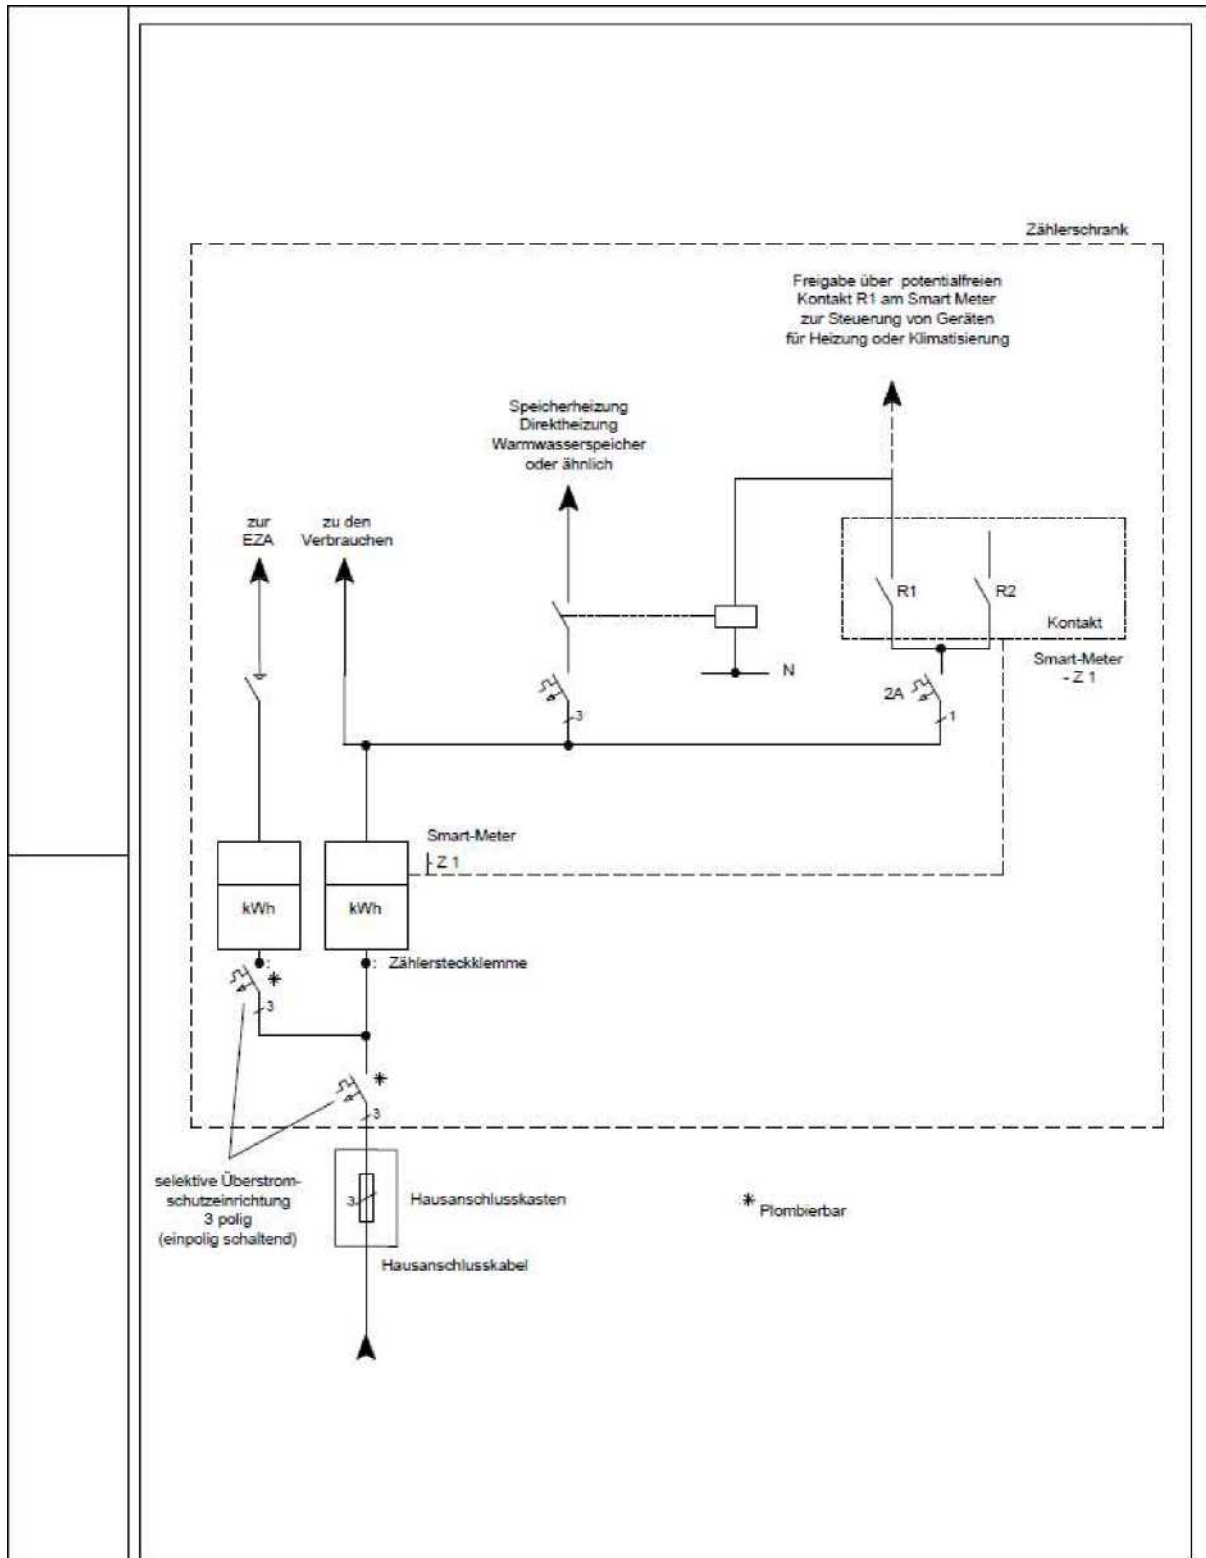 Zählerschrank
Freigabe über potentialfreien
Kontakt R1 am Smart Meter
zur Steuerung von Geräten
für Heizung oder Klimatisierung
Speicherheizung
Direktheizung
Warmwasserspeicher
oder ähnlich
zur
EZA
zu den
Verbrauchen
R1
R2
Kontakt
Smart-Meter
- Z 1
N
2A
3
1
Smart-Meter
- Z 1
kWh
kWh
Zählersteckklemme
*
3
*
3
selektive Überstrom-
schutzeinrichtung
3 polig
(einpolig schaltend)
3
Hausanschlusskasten
* Plombierbar
Hausanschlusskabel